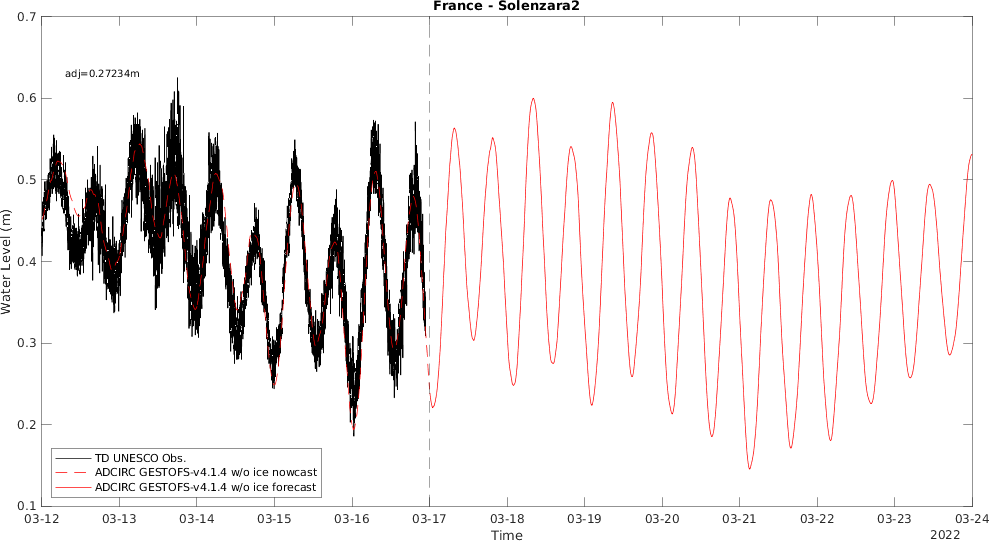 France - Solenzara2
adj=0.27234m
0.7
0.6
0.5
0.4
0.3
0.2
0.1
Water Level (m)
TD UNESCO Obs.
ADCIRC GESTOFS-v4.1.4 w/o ice nowcast
ADCIRC GESTOFS-v4.1.4 w/o ice forecast
03-12 03-13 03-14 03-15 03-16 03-17 03-18 03-19 03-20 03-21 03-22 03-23 03-24
Time
2022